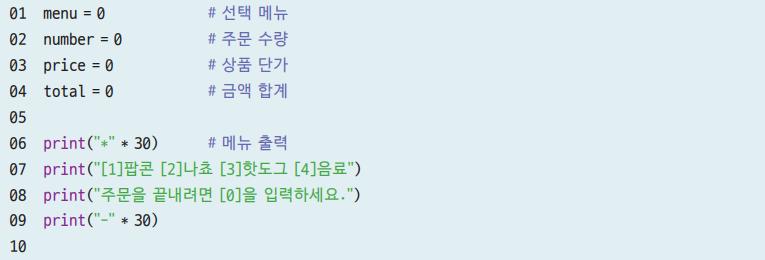 01 menu = 0 # 선택 메뉴
02 number = 0 # 주문 수량
03 price = 0 # 상품 단가
04 total = 0 # 금액 합계
05
06 print("*" * 30) # 메뉴 출력
07 print("[1]팝콘 [2]나쵸 [3]핫도그 [4]음료")
08 print("주문을 끝내려면 [0]을 입력하세요.")
09 print("-" * 30)
10